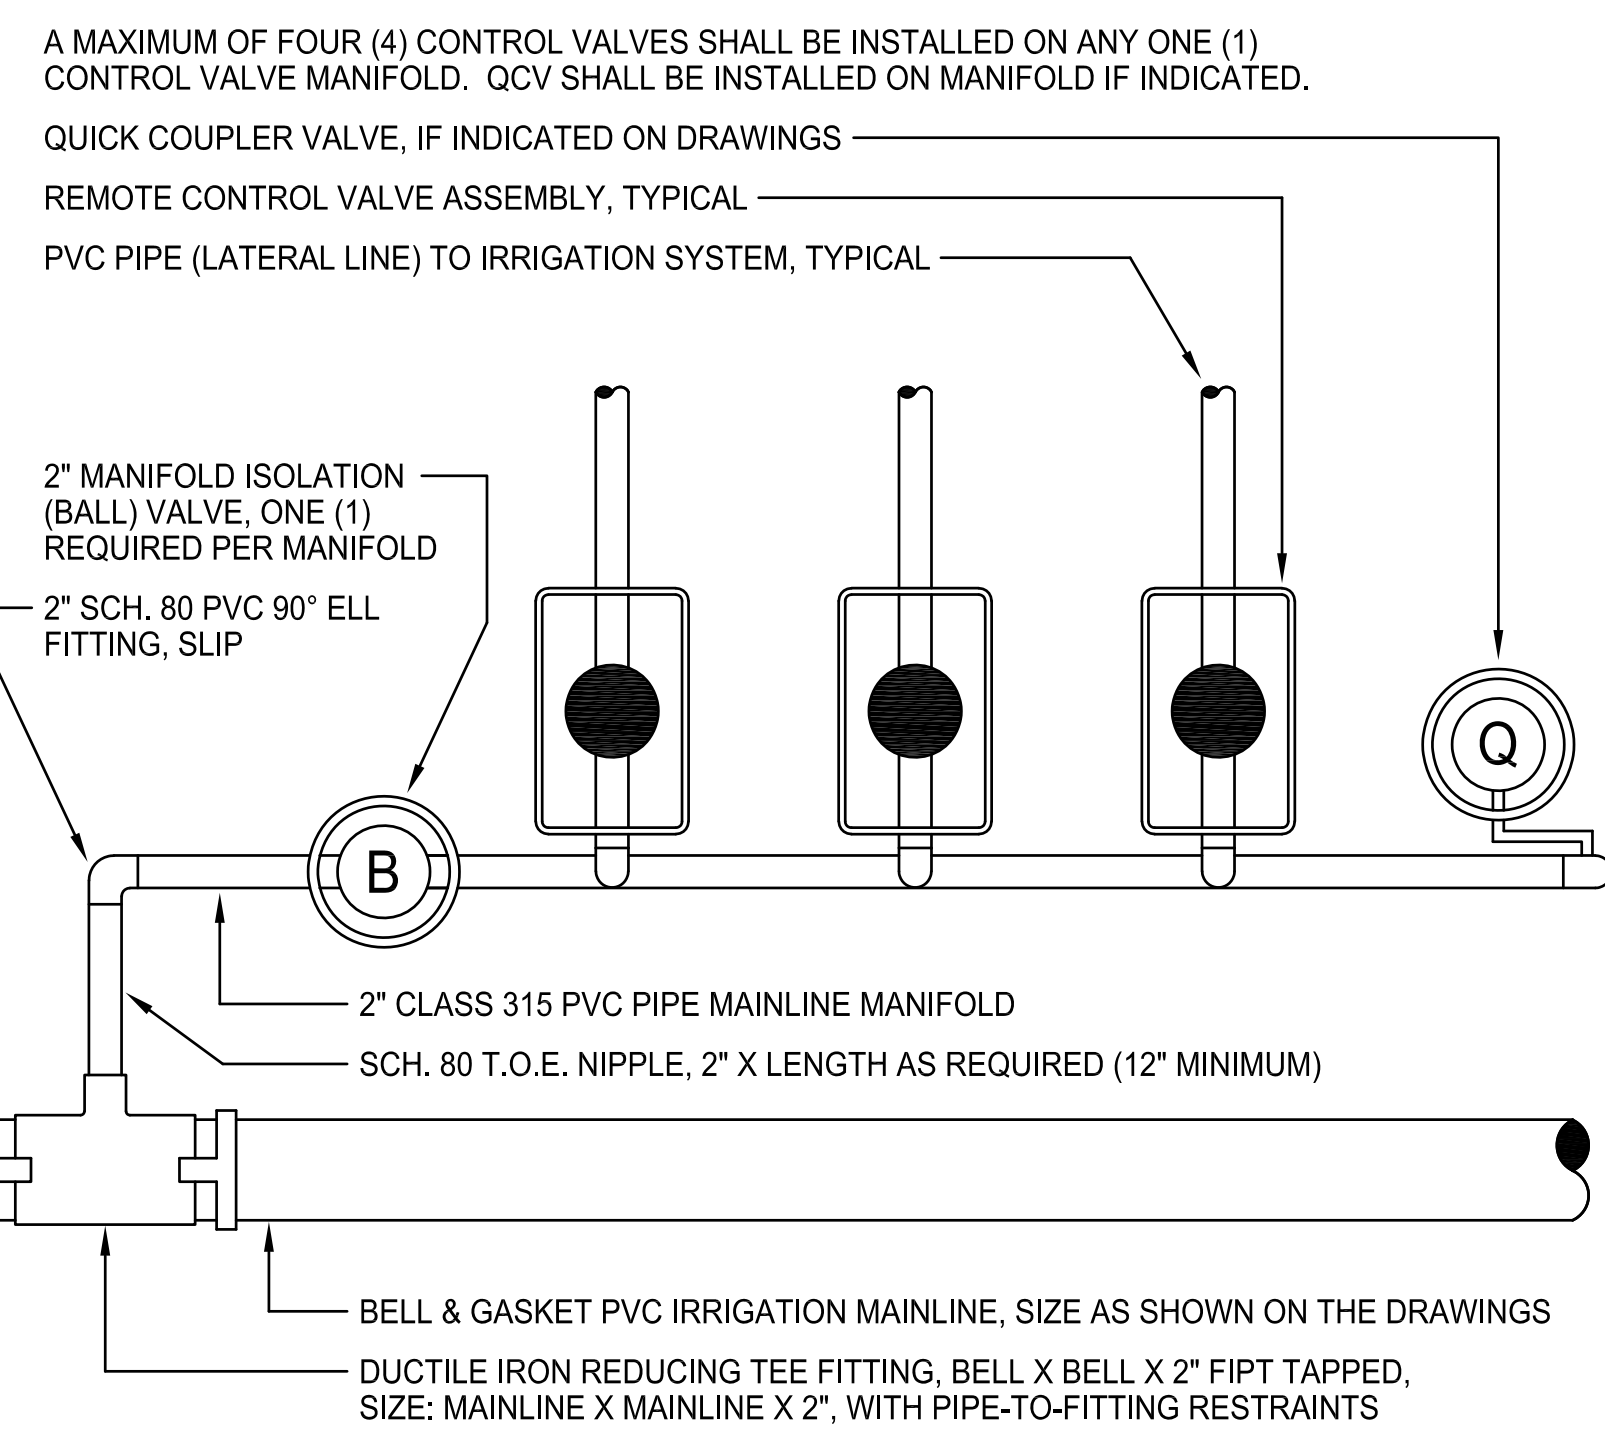 A MAXIMUM OF FOUR (4) CONTROL VALVES SHALL BE INSTALLED ON ANY ONE (1)
CONTROL VALVE MANIFOLD.  QCV SHALL BE INSTALLED ON MANIFOLD IF INDICATED.
QUICK COUPLER VALVE, IF INDICATED ON DRAWINGS
REMOTE CONTROL VALVE ASSEMBLY, TYPICAL
PVC PIPE (LATERAL LINE) TO IRRIGATION SYSTEM, TYPICAL
2" MANIFOLD ISOLATION
(BALL) VALVE, ONE (1)
REQUIRED PER MANIFOLD
2" SCH. 80 PVC 90° ELL
FITTING, SLIP
Q
B
2" CLASS 315 PVC PIPE MAINLINE MANIFOLD
SCH. 80 T.O.E. NIPPLE, 2" X LENGTH AS REQUIRED (12" MINIMUM)
BELL & GASKET PVC IRRIGATION MAINLINE, SIZE AS SHOWN ON THE DRAWINGS
DUCTILE IRON REDUCING TEE FITTING, BELL X BELL X 2" FIPT TAPPED,
SIZE: MAINLINE X MAINLINE X 2", WITH PIPE-TO-FITTING RESTRAINTS